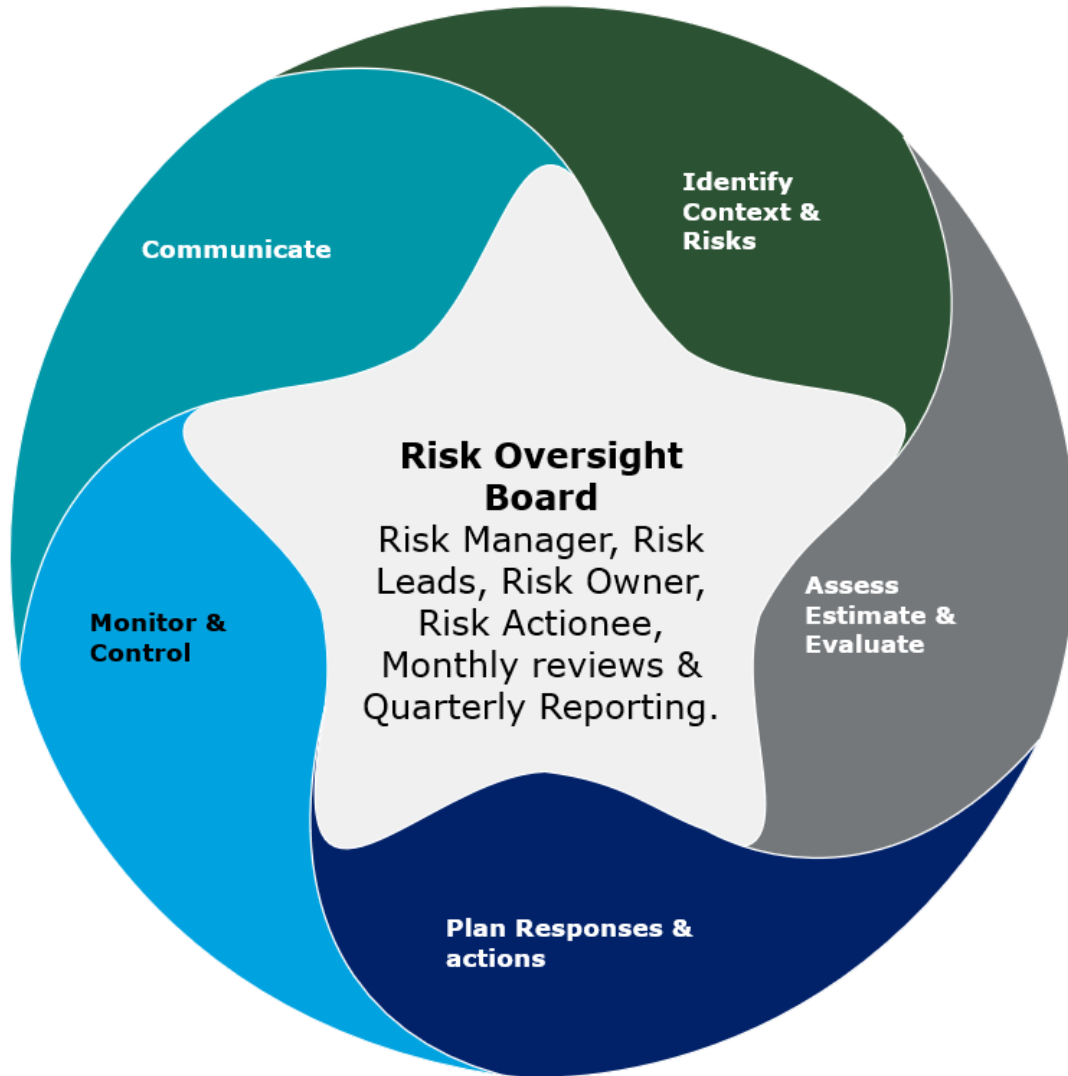 Identify
Context &
Risks
Communicate
Risk Oversight
Board
Risk Manager, Risk
Leads, Risk Owner,
Risk Actionee,
Monthly reviews &
Quarterly Reporting.
Assess
Estimate &
Evaluate
Monitor &
Control
Plan Responses &
actions